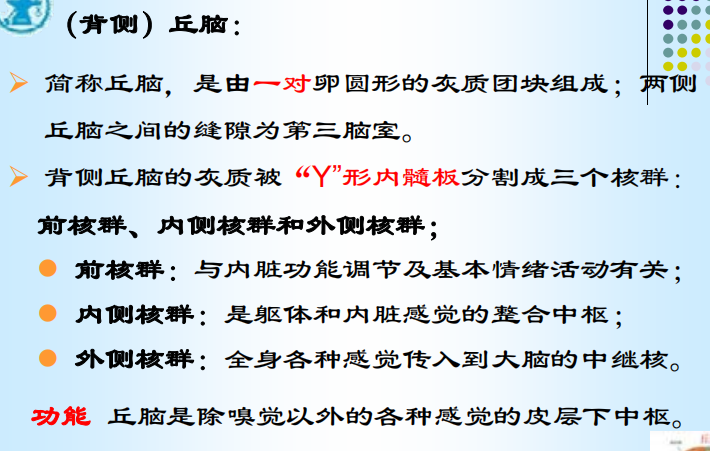 （背侧）丘脑：
简称丘脑，是由一对卵圆形的灰质团块组成；两侧
丘脑之间的缝隙为第三脑室。
背侧丘脑的灰质被“Y”形内髓板分割成三个核群：
前核群、内侧核群和外侧核群；
前核群：与内脏功能调节及基本情绪活动有关；
内侧核群：是躯体和内脏感觉的整合中枢；
外侧核群：全身各种感觉传入到大脑的中继核。
功能 丘脑是除嗅觉以外的各种感觉的皮层下中枢。